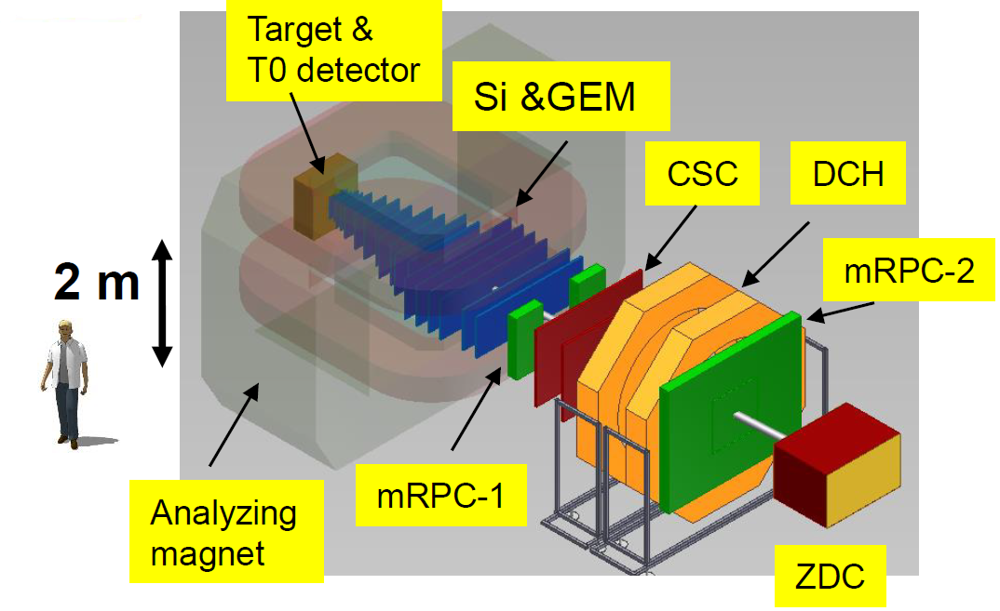 Target &
T0 detector
Si &GEM
CSC
DCH
mRPC-2
2 m
mRPC-1
Analyzing
magnet
ZDC